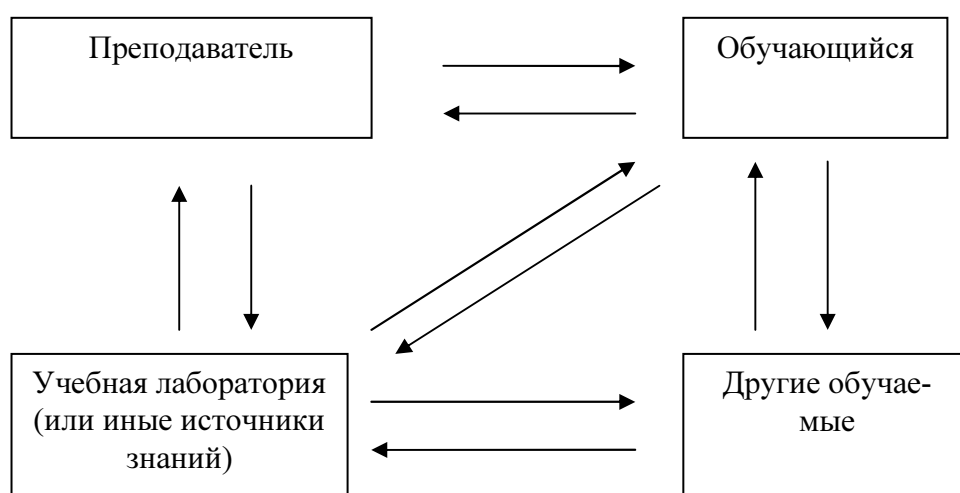 Преподаватель
Обучающийся
Учебная лаборатория
(или иные источники
знаний)
Другие обучае-
мые